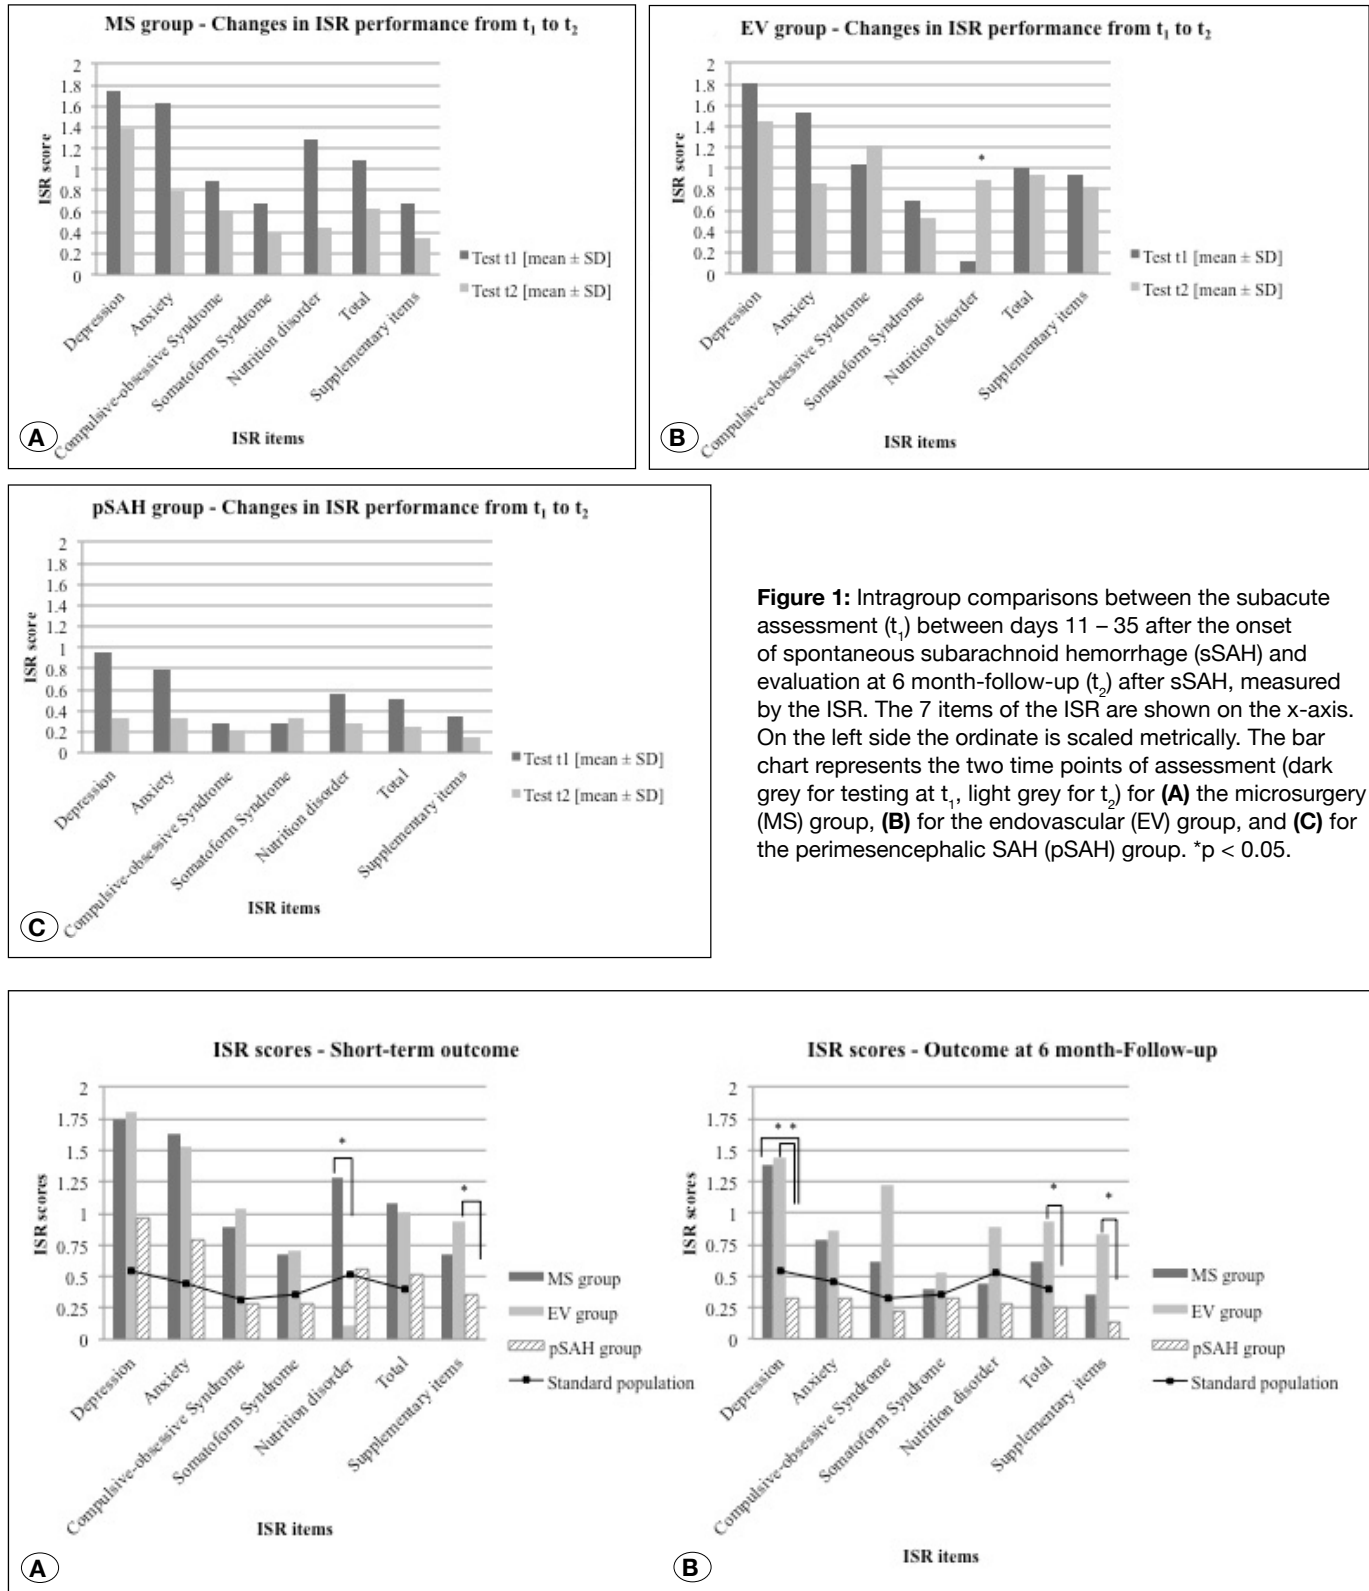 MS group - Changes in ISR performance from t1 to t2
2
1.8
1.6
1.4
1.2
1
0.8
0.6
0.4
0.2
0
ISR score
Depression
Anxiety
Compulsive-obsessive Syndrome
Somatoform Syndrome
Nutrition disorder
Total
Supplementary items
Test t1 [mean ± SD]
Test t2 [mean ± SD]
ISR items
A
EV group - Changes in ISR performance from t1 to t2
2
1.8
1.6
1.4
1.2
1
0.8
0.6
0.4
0.2
0
ISR score
*
Depression
Anxiety
Compulsive-obsessive Syndrome
Somatoform Syndrome
Nutrition disorder
Total
Supplementary items
Test t1 [mean ± SD]
Test t2 [mean ± SD]
ISR items
B
pSAH group - Changes in ISR performance from t1 to t2
2
1.8
1.6
1.4
1.2
1
0.8
0.6
0.4
0.2
0
ISR score
Depression
Anxiety
Compulsive-obsessive Syndrome
Somatoform Syndrome
Nutrition disorder
Total
Supplementary items
Test t1 [mean ± SD]
Test t2 [mean ± SD]
ISR items
C
Figure 1: Intragroup comparisons between the subacute
assessment (t1) between days 11 – 35 after the onset
of spontaneous subarachnoid hemorrhage (sSAH) and
evaluation at 6 month-follow-up (t2) after sSAH, measured
by the ISR. The 7 items of the ISR are shown on the x-axis.
On the left side the ordinate is scaled metrically. The bar
chart represents the two time points of assessment (dark
grey for testing at t1, light grey for t2) for (A) the microsurgery
(MS) group, (B) for the endovascular (EV) group, and (C) for
the perimesencephalic SAH (pSAH) group. *p < 0.05.
ISR scores - Short-term outcome
2
1.75
1.5
1.25
1
0.75
0.5
0.25
0
ISR scores
*
*
Depression
Anxiety
Compulsive-obsessive Syndrome
Somatoform Syndrome
Nutrition disorder
Total
Supplementary items
MS group
EV group
pSAH group
Standard population
ISR items
A
ISR scores - Outcome at 6 month-Follow-up
2
1.75
1.5
1.25
1
0.75
0.5
0.25
0
ISR scores
* *
*
*
Depression
Anxiety
Compulsive-obsessive Syndrome
Somatoform Syndrome
Nutrition disorder
Total
Supplementary items
MS group
EV group
pSAH group
Standard population
ISR items
B